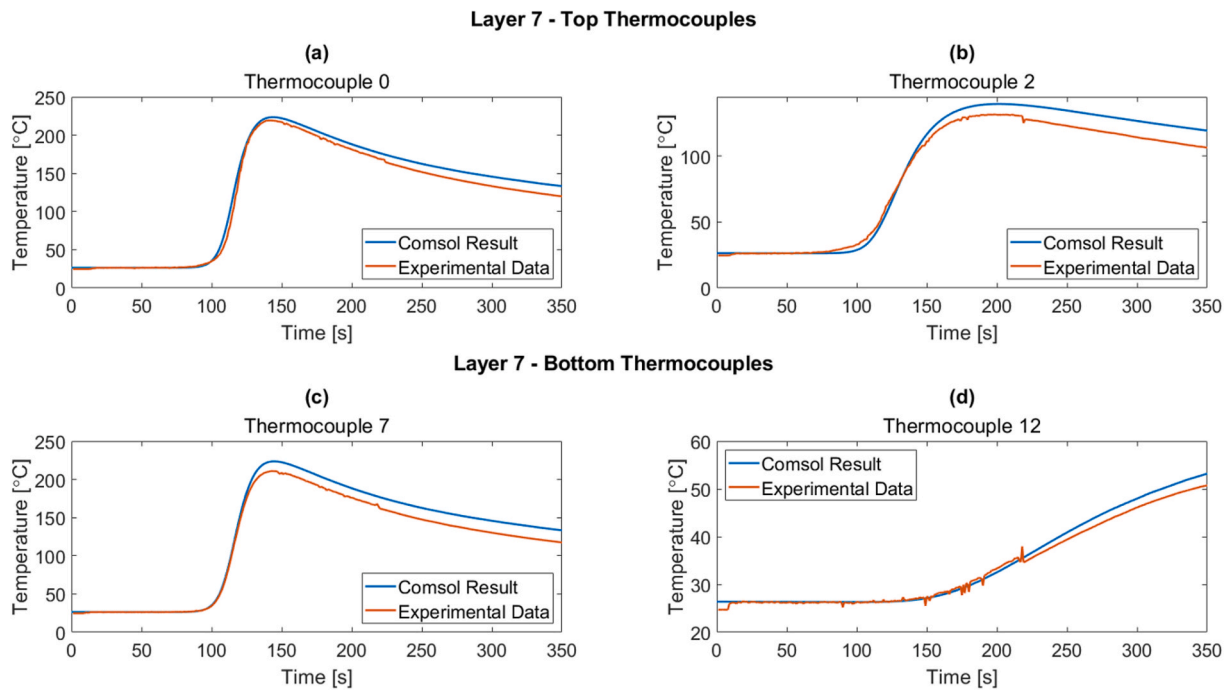 Layer 7 - Top Thermocouples
(a)
Thermocouple 0
250
200
150
100
50
0
Temperature [°C]
Comsol Result
Experimental Data
0 50 100 150 200 250 300 350
Time [s]
(b)
Thermocouple 2
100
50
0
Temperature [°C]
Comsol Result
Experimental Data
0 50 100 150 200 250 300 350
Time [s]
Layer 7 - Bottom Thermocouples
(c)
Thermocouple 7
250
200
150
100
50
0
Temperature [°C]
Comsol Result
Experimental Data
0 50 100 150 200 250 300 350
Time [s]
(d)
Thermocouple 12
60
50
40
30
20
Temperature [°C]
Comsol Result
Experimental Data
0 50 100 150 200 250 300 350
Time [s]